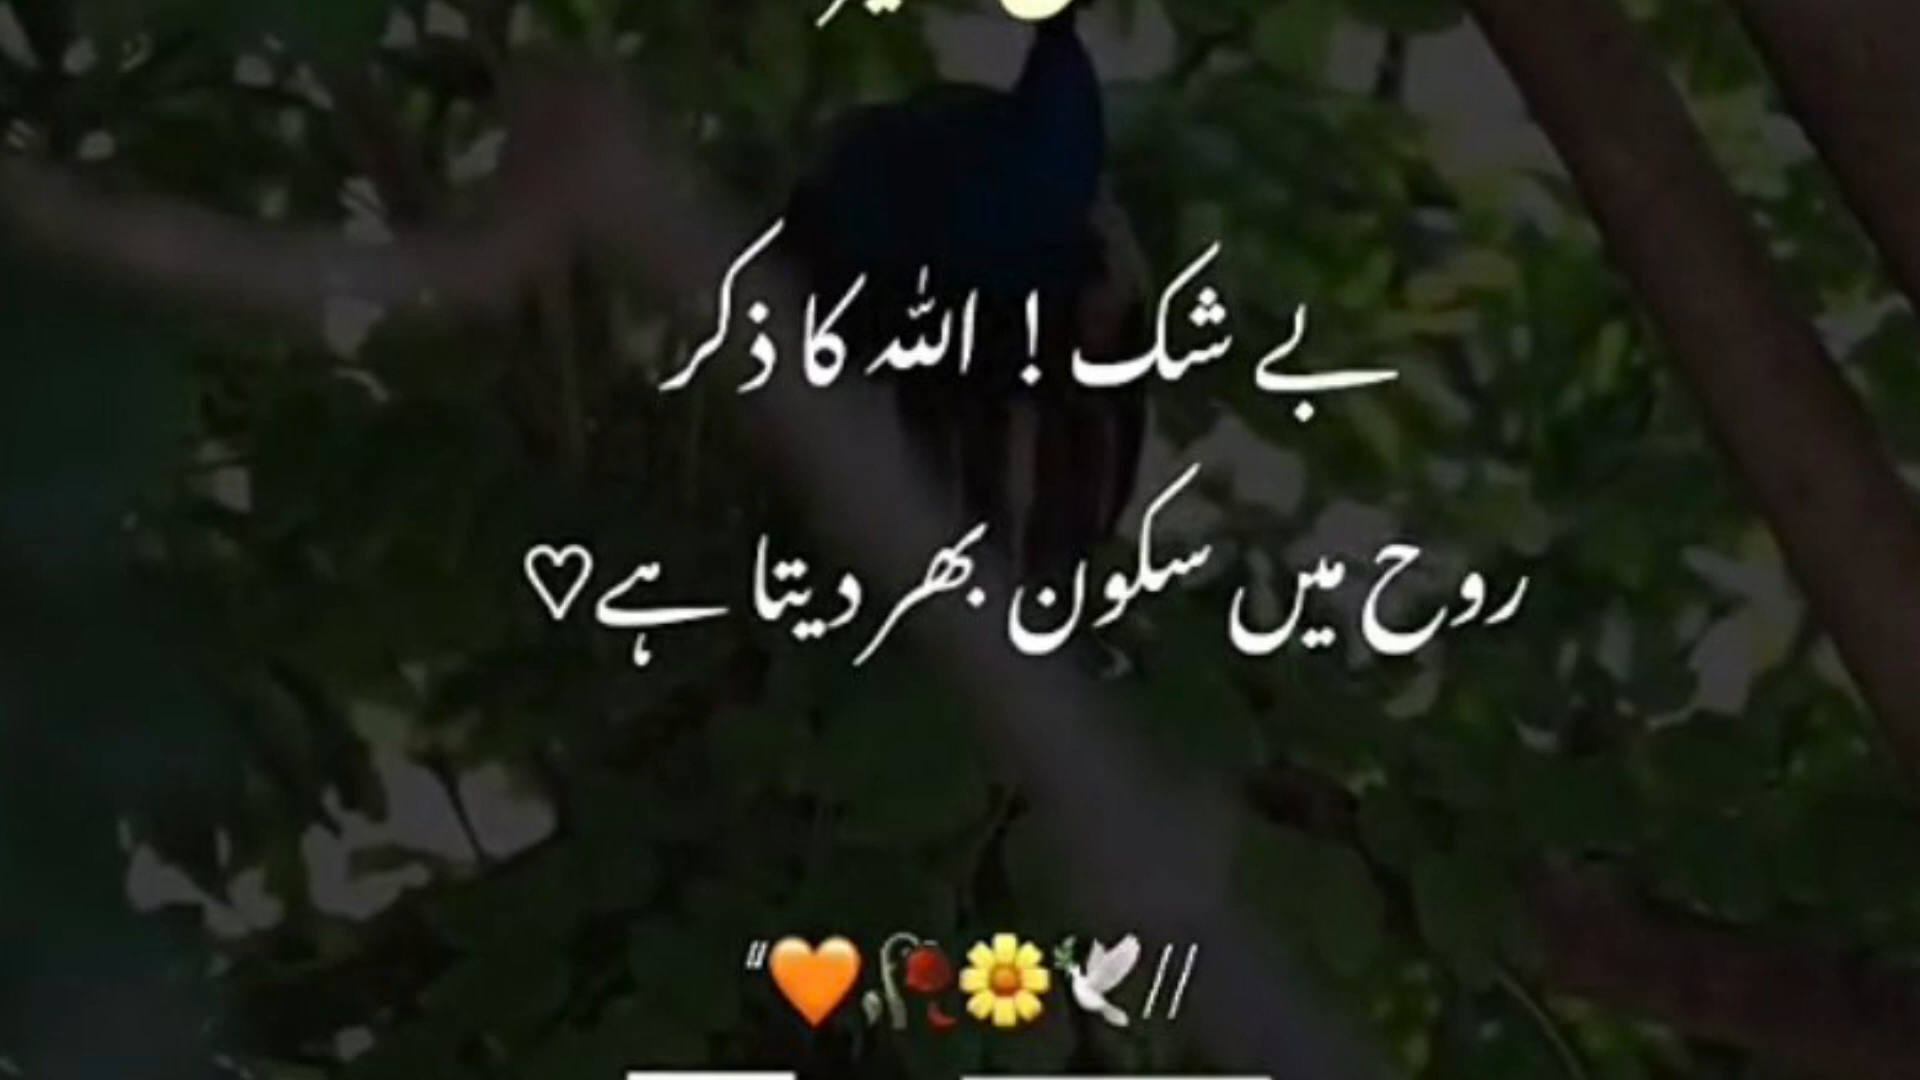 بے شک ! اللہ کا ذکر
روح میں سکون بھر دیتا ہے♡
"🧡🥀🌼🕊️//